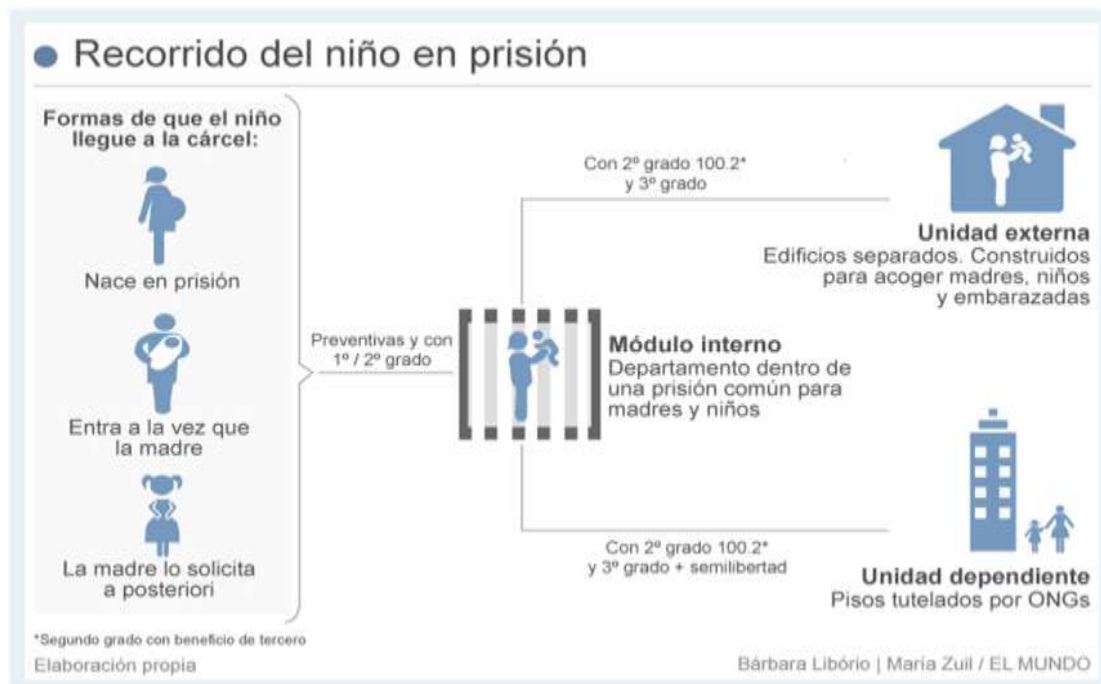 Recorrido del niño en prisión
Formas de que el niño
llegue a la cárcel:
Nace en prisión
Entra a la vez que
la madre
La madre lo solicita
a posteriori
Preventivas y con
1º / 2º grado
Módulo interno
Departamento dentro de
una prisión común para
madres y niños
Con 2º grado 100.2*
y 3º grado
Unidad externa
Edificios separados. Construidos
para acoger madres, niños
y embarazadas
Con 2º grado 100.2*
y 3º grado + semilibertad
Unidad dependiente
Pisos tutelados por ONGs
*Segundo grado con beneficio de tercero
Elaboración propia
Bárbara Libório | María Zuil / EL MUNDO